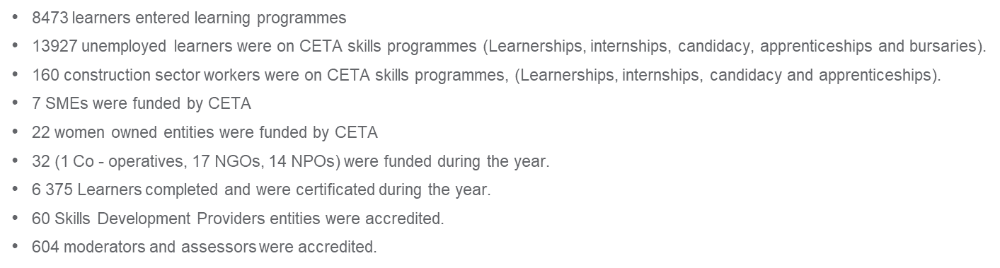 • 8473 learners entered learning programmes
• 13927 unemployed learners were on CETA skills programmes (Learnerships, internships, candidacy, apprenticeships and bursaries).
• 160 construction sector workers were on CETA skills programmes, (Learnerships, internships, candidacy and apprenticeships).
• 7 SMEs were funded by CETA
• 22 women owned entities were funded by CETA
• 32 (1 Co - operatives, 17 NGOs, 14 NPOs) were funded during the year.
• 6 375 Learners completed and were certificated during the year.
• 60 Skills Development Providers entities were accredited.
• 604 moderators and assessors were accredited.